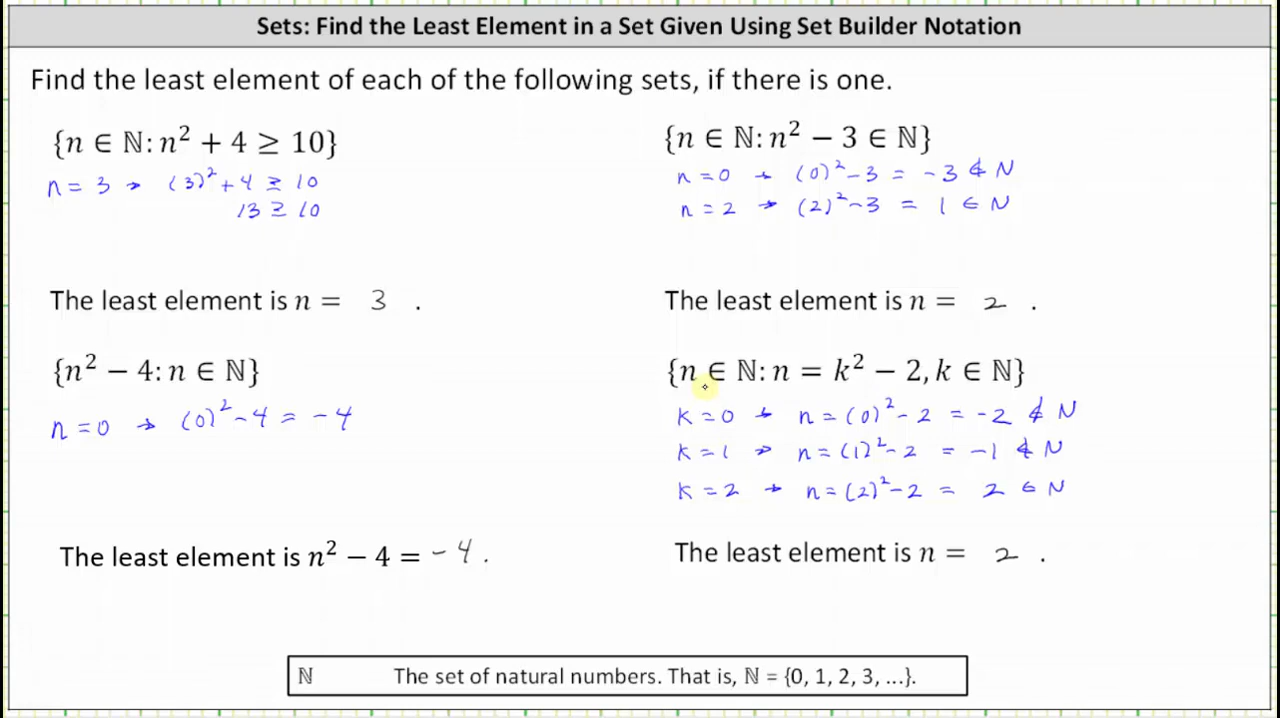 Sets: Find the Least Element in a Set Given Using Set Builder Notation
Find the least element of each of the following sets, if there is one.
{n ∈ ℕ: n² + 4 ≥ 10}
n = 3 → (3)² + 4 ≥ 10
13 ≥ 10
The least element is n = 3 .
{n ∈ ℕ: n² − 3 ∈ ℕ}
n = 0 → (0)² − 3 = −3 ∉ N
n = 2 → (2)² − 3 = 1 ∈ N
The least element is n = 2 .
{n² − 4: n ∈ ℕ}
n = 0 → (0)² − 4 = −4
The least element is n² − 4 = −4 .
{n ∈ ℕ: n = k² − 2, k ∈ ℕ}
k = 0 → n = (0)² − 2 = −2 ∉ N
k = 1 → n = (1)² − 2 = −1 ∉ N
k = 2 → n = (2)² − 2 = 2 ∈ N
The least element is n = 2 .
ℕ The set of natural numbers. That is, ℕ = {0, 1, 2, 3, ...}.